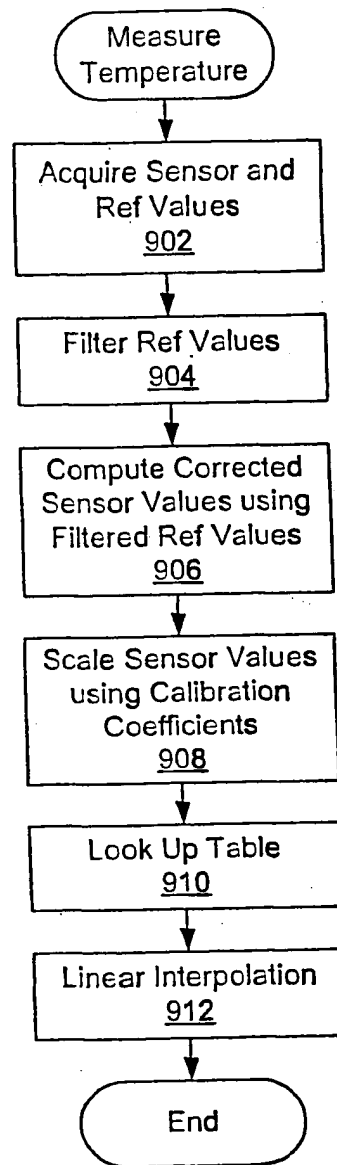 Measure
Temperature
Acquire Sensor and
Ref Values
902
Filter Ref Values
904
Compute Corrected
Sensor Values using
Filtered Ref Values
906
Scale Sensor Values
using Calibration
Coefficients
908
Look Up Table
910
Linear Interpolation
912
End